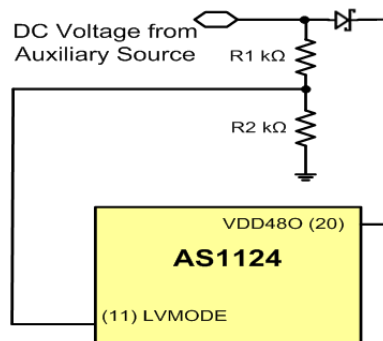 DC Voltage from
Auxiliary Source
R1 kΩ
R2 kΩ
VDD48O (20)
AS1124
(11) LVMODE